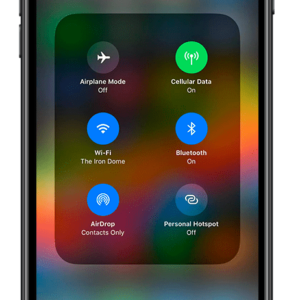 Airplane Mode
Off
Cellular Data
On
Wi-Fi
The Iron Dome
Bluetooth
On
AirDrop
Contacts Only
Personal Hotspot
Off